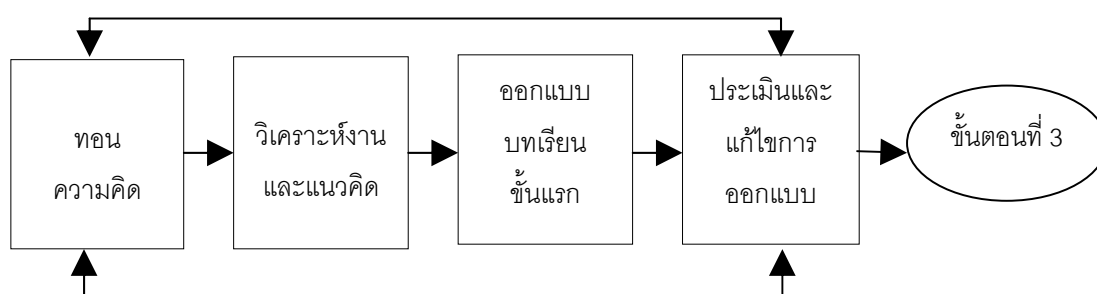 ทอน
ความคิด
วิเคราะห์งาน
และแนวคิด
ออกแบบ
บทเรียน
ขั้นแรก
ประเมินและ
แก้ไขการ
ออกแบบ
ขั้นตอนที่ 3